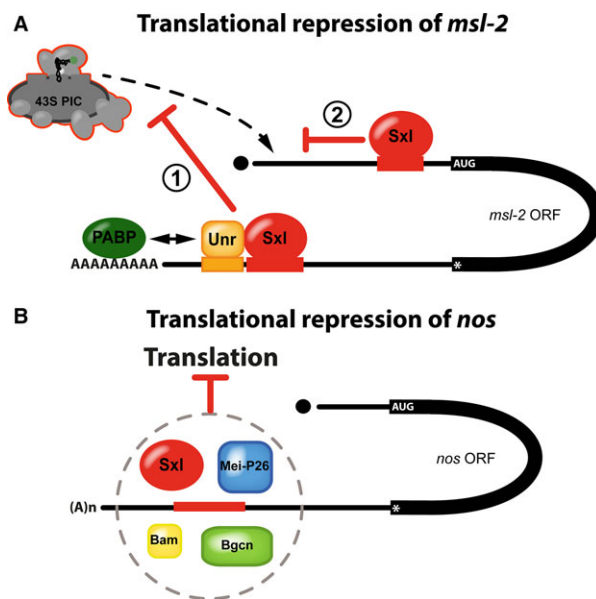 A
Translational repression of msl-2
43S PIC
2
Sxl
1
AUG
msl-2 ORF
PABP
Unr
Sxl
AAAAAAAAA
*
B
Translational repression of nos
Translation
AUG
Sxl
Mei-P26
nos ORF
(A)n
*
Bam
Bgcn